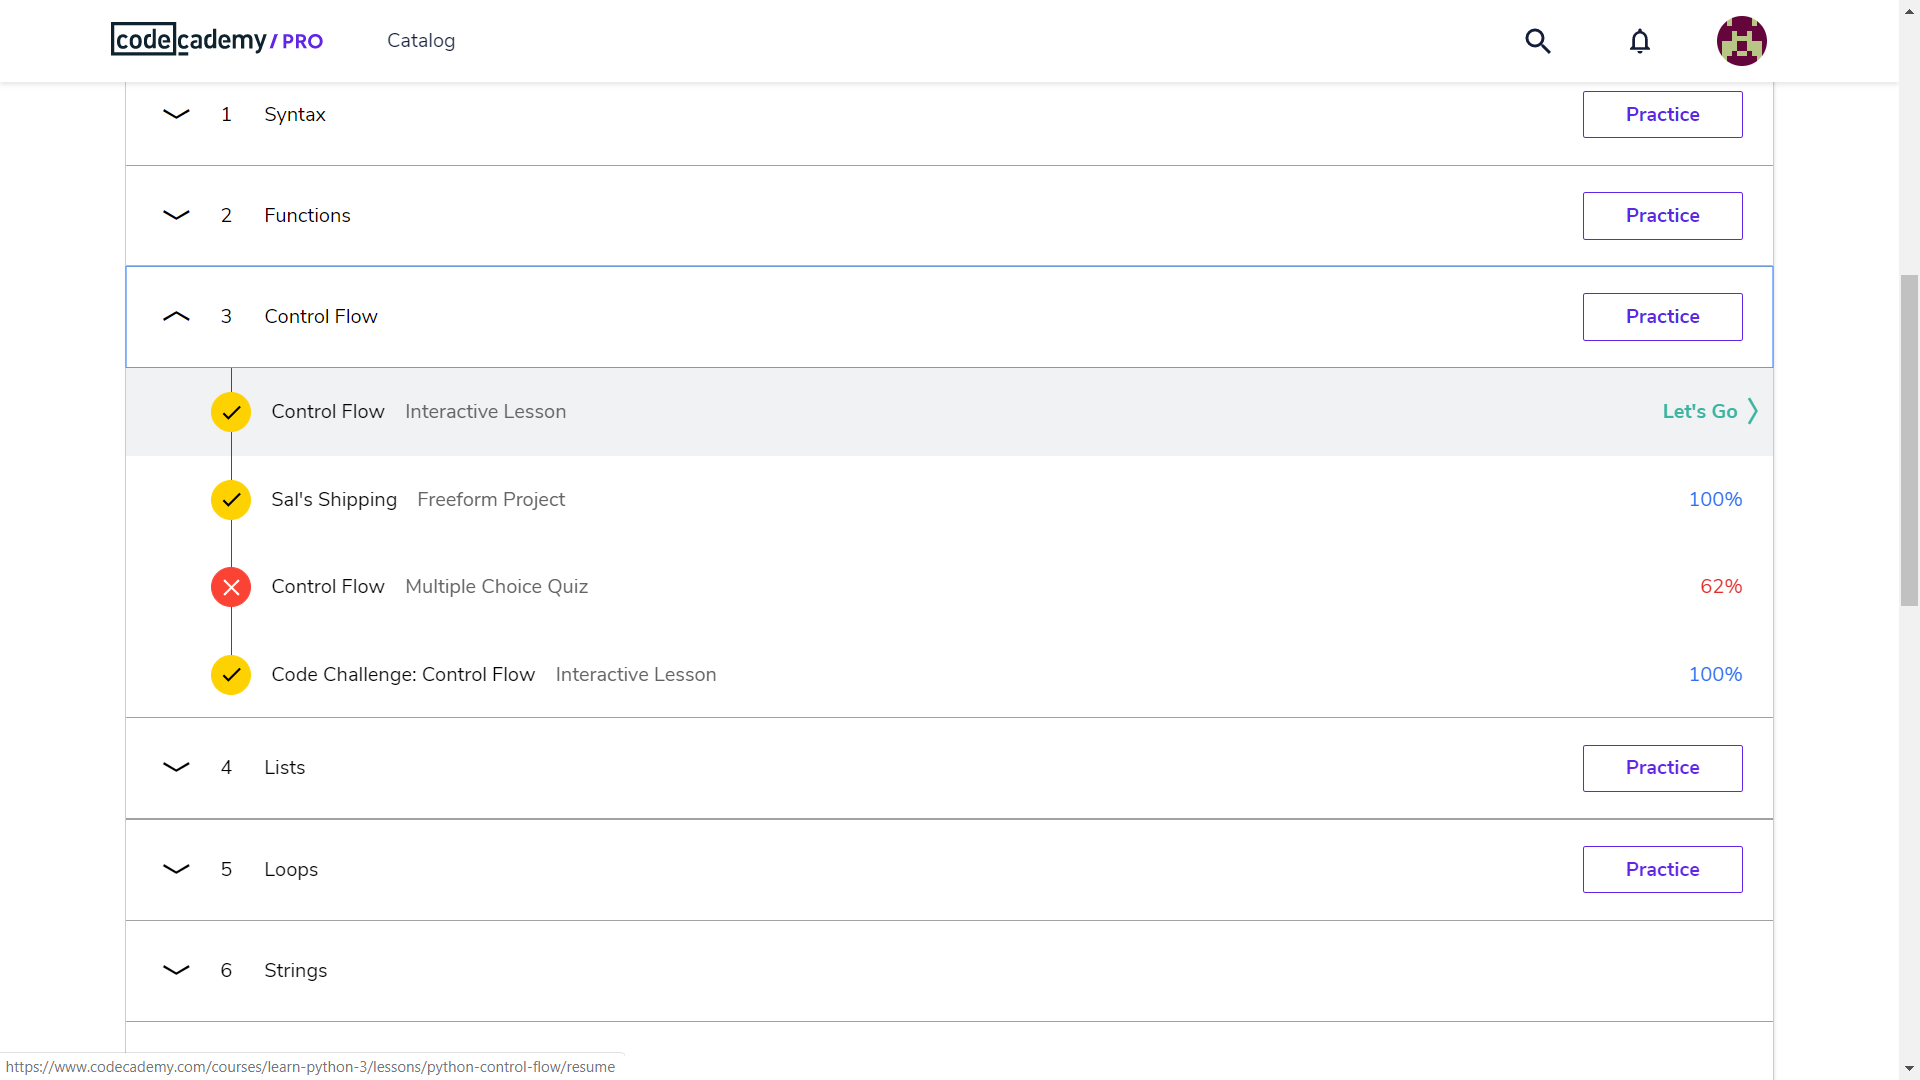 codecademy/PRO Catalog
1 Syntax Practice
2 Functions Practice
3 Control Flow Practice
Control Flow Interactive Lesson Let's Go
Sal's Shipping Freeform Project 100%
Control Flow Multiple Choice Quiz 62%
Code Challenge: Control Flow Interactive Lesson 100%
4 Lists Practice
5 Loops Practice
6 Strings
https://www.codecademy.com/courses/learn-python-3/lessons/python-control-flow/resume